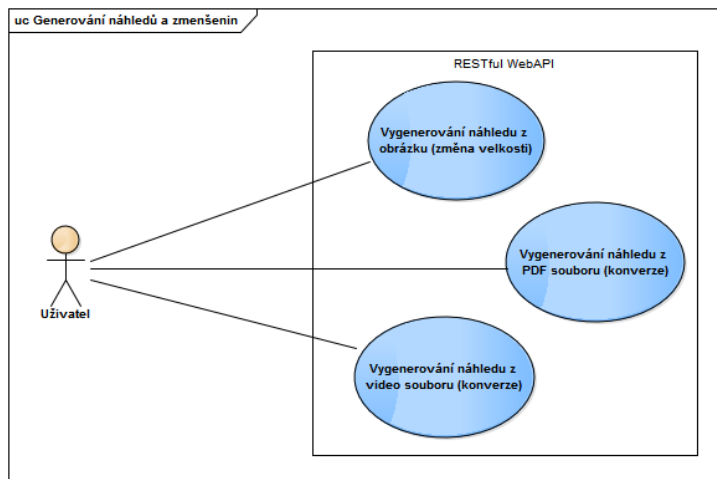 uc Generování náhledů a zmenšenin
RESTful WebAPI
Vygenerování náhledu z
obrázku (změna velkosti)
Vygenerování náhledu z
PDF souboru (konverze)
Uživatel
Vygenerování náhledu z
video souboru (konverze)